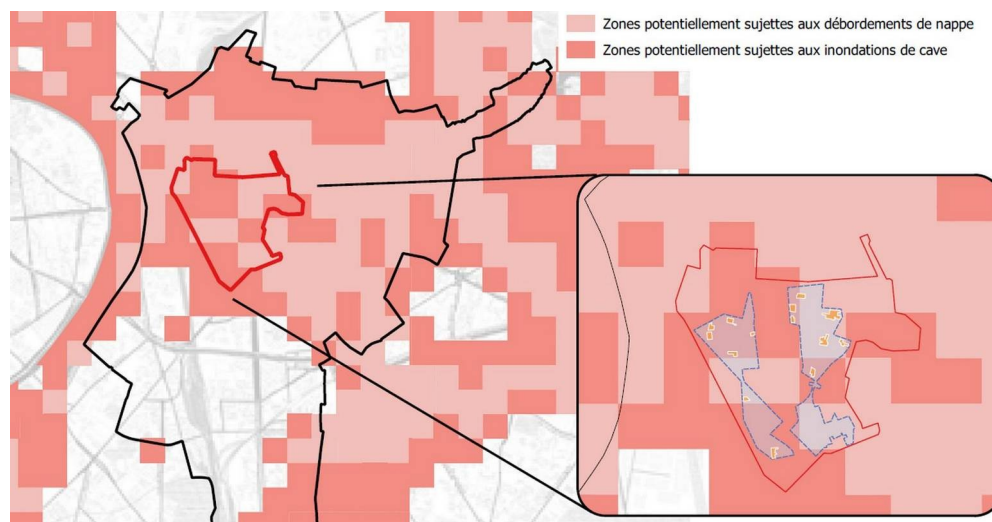 Zones potentiellement sujettes aux débordements de nappe
Zones potentiellement sujettes aux inondations de cave